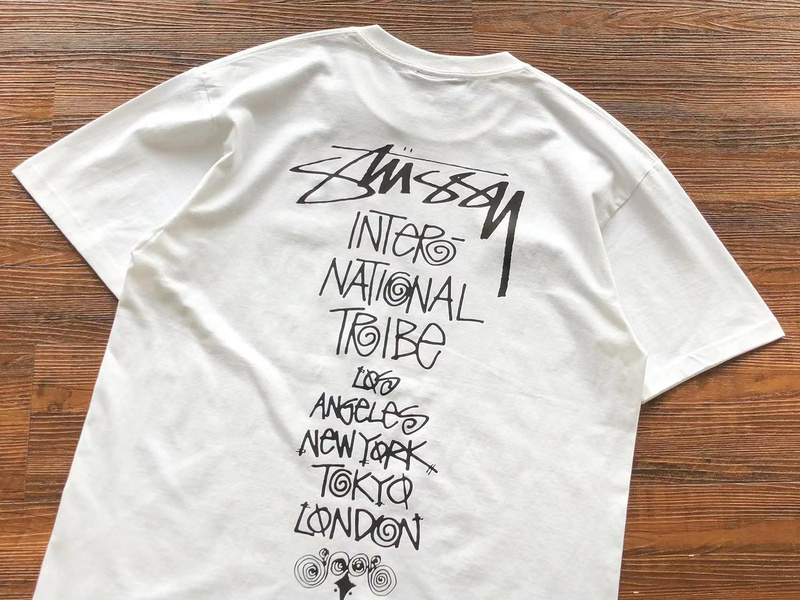 Stüssy
INTER-
NATIONAL
TRIBE
LOS
ANGELES
NEW YORK
TOKYO
LONDON